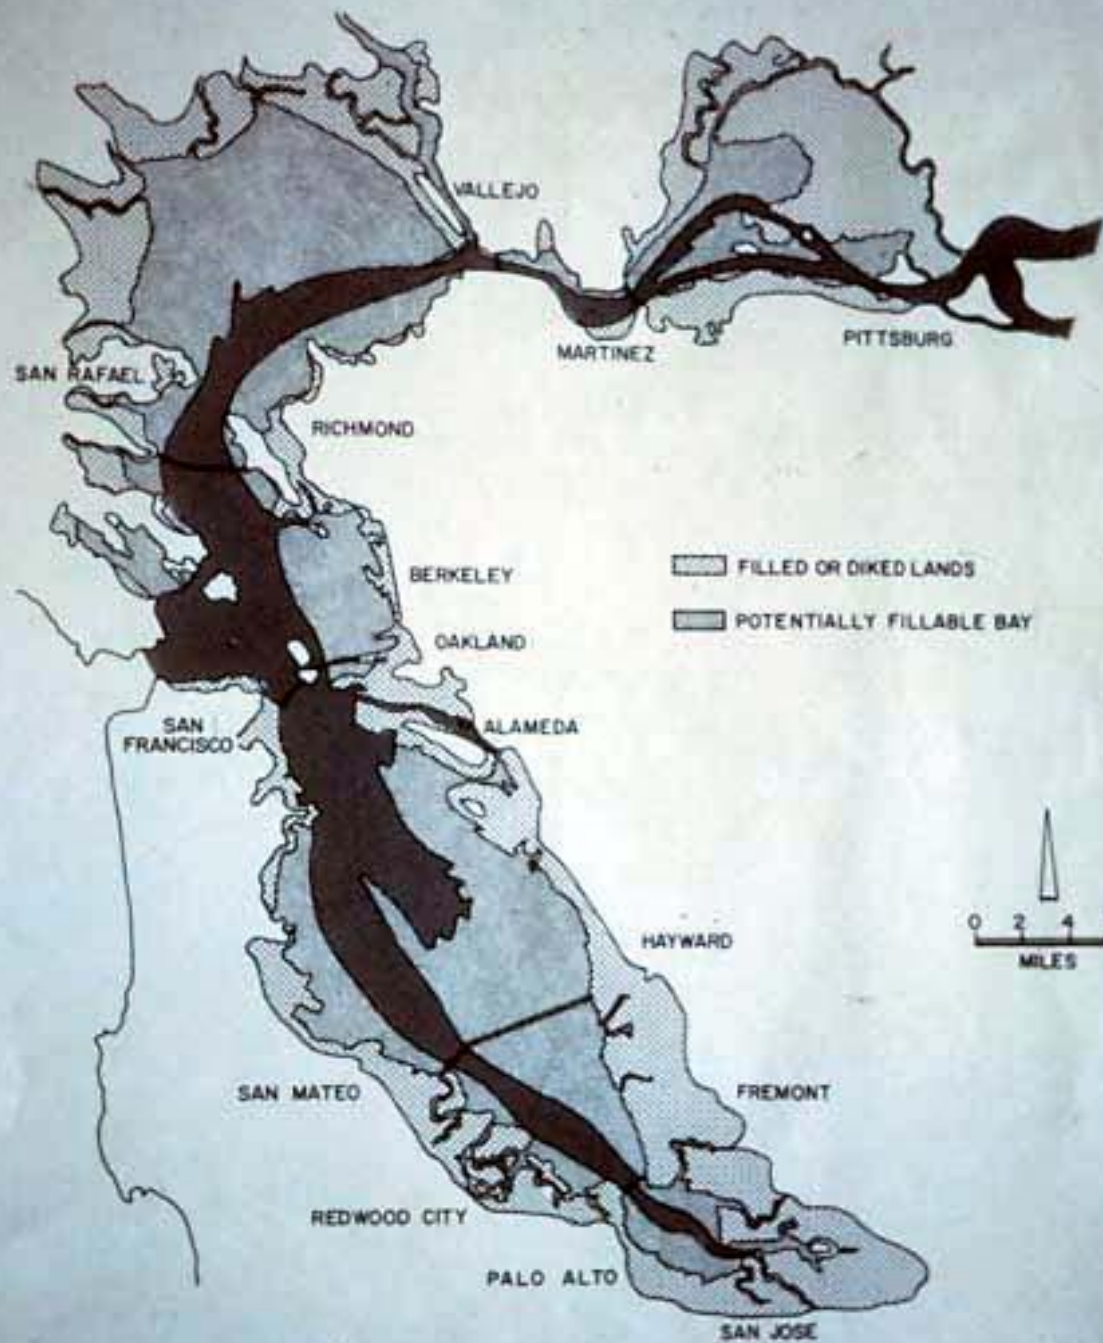 VALLEJO
MARTINEZ
PITTSBURG
SAN RAFAEL
RICHMOND
BERKELEY
FILLED OR DIKED LANDS
POTENTIALLY FILLABLE BAY
OAKLAND
SAN
FRANCISCO
ALAMEDA
HAYWARD
0 2 4
MILES
SAN MATEO
FREMONT
REDWOOD CITY
PALO ALTO
SAN JOSE